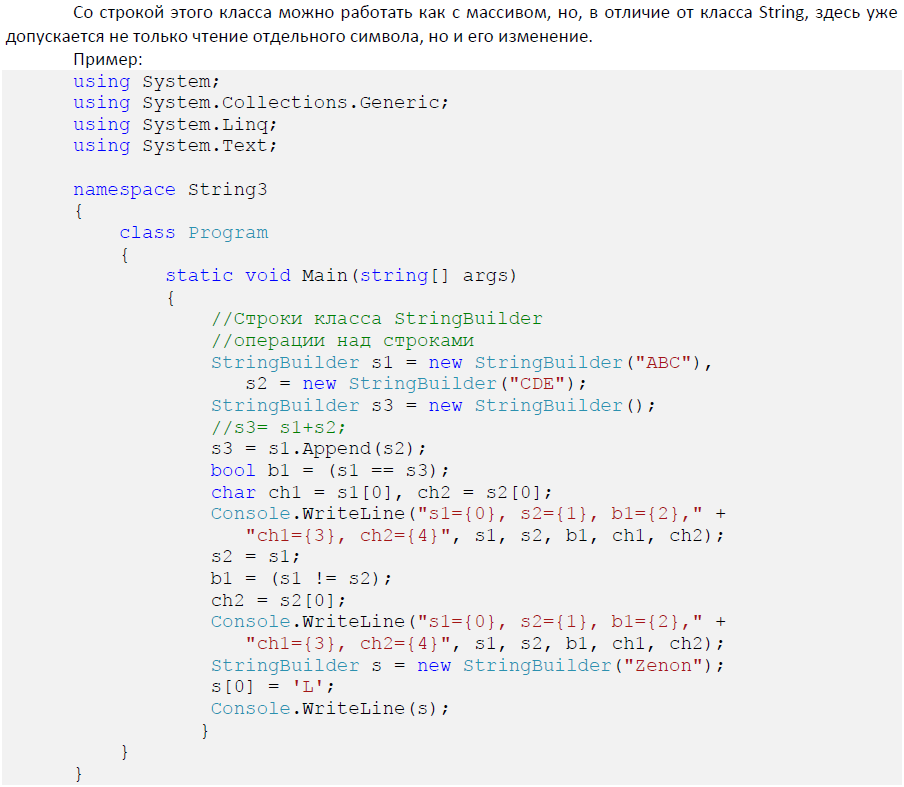 Со строкой этого класса можно работать как с массивом, но, в отличие от класса String, здесь уже
допускается не только чтение отдельного символа, но и его изменение.
Пример:
using System;
using System.Collections.Generic;
using System.Linq;
using System.Text;
namespace String3
{
class Program
{
static void Main(string[] args)
{
//Строки класса StringBuilder
//операции над строками
StringBuilder s1 = new StringBuilder("ABC"),
s2 = new StringBuilder("CDE");
StringBuilder s3 = new StringBuilder();
//s3= s1+s2;
s3 = s1.Append(s2);
bool b1 = (s1 == s3);
char ch1 = s1[0], ch2 = s2[0];
Console.WriteLine("s1={0}, s2={1}, b1={2}," +
"ch1={3}, ch2={4}", s1, s2, b1, ch1, ch2);
s2 = s1;
b1 = (s1 != s2);
ch2 = s2[0];
Console.WriteLine("s1={0}, s2={1}, b1={2}," +
"ch1={3}, ch2={4}", s1, s2, b1, ch1, ch2);
StringBuilder s = new StringBuilder("Zenon");
s[0] = 'L';
Console.WriteLine(s);
}
}
}